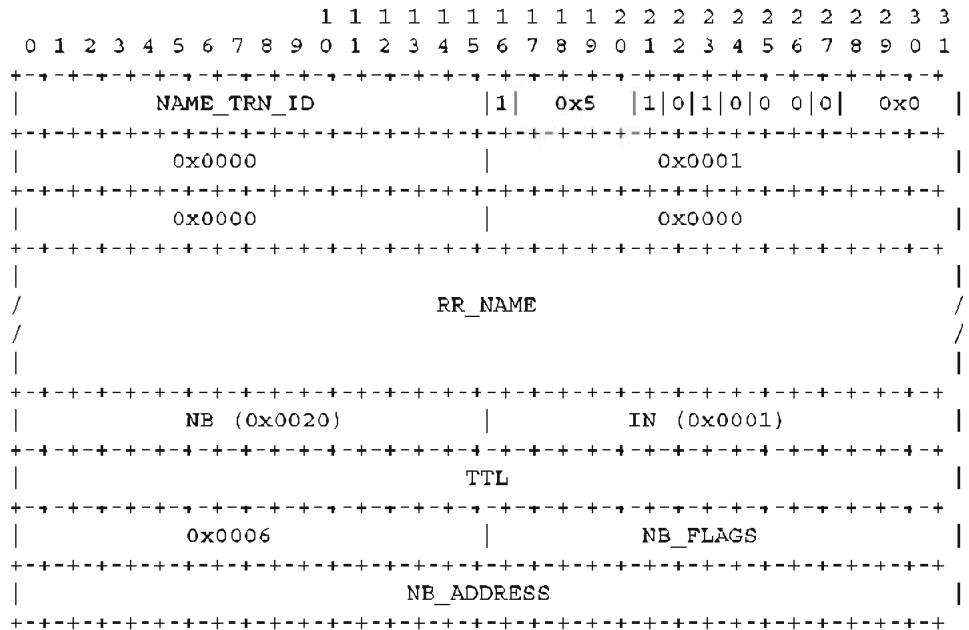 1 1 1 1 1 1 1 1 1 1 2 2 2 2 2 2 2 2 2 2 3 3
 0 1 2 3 4 5 6 7 8 9 0 1 2 3 4 5 6 7 8 9 0 1 2 3 4 5 6 7 8 9 0 1
+-+-+-+-+-+-+-+-+-+-+-+-+-+-+-+-+-+-+-+-+-+-+-+-+-+-+-+-+-+-+-+-+
| NAME_TRN_ID |1| 0x5 |1|0|1|0|0 0|0| 0x0 |
+-+-+-+-+-+-+-+-+-+-+-+-+-+-+-+-+-+-+-+-+-+-+-+-+-+-+-+-+-+-+-+-+
| 0x0000 | 0x0001 |
+-+-+-+-+-+-+-+-+-+-+-+-+-+-+-+-+-+-+-+-+-+-+-+-+-+-+-+-+-+-+-+-+
| 0x0000 | 0x0000 |
+-+-+-+-+-+-+-+-+-+-+-+-+-+-+-+-+-+-+-+-+-+-+-+-+-+-+-+-+-+-+-+-+
| |
/ RR_NAME /
/ /
| |
+-+-+-+-+-+-+-+-+-+-+-+-+-+-+-+-+-+-+-+-+-+-+-+-+-+-+-+-+-+-+-+-+
| NB (0x0020) | IN (0x0001) |
+-+-+-+-+-+-+-+-+-+-+-+-+-+-+-+-+-+-+-+-+-+-+-+-+-+-+-+-+-+-+-+-+
| TTL |
+-+-+-+-+-+-+-+-+-+-+-+-+-+-+-+-+-+-+-+-+-+-+-+-+-+-+-+-+-+-+-+-+
| 0x0006 | NB_FLAGS |
+-+-+-+-+-+-+-+-+-+-+-+-+-+-+-+-+-+-+-+-+-+-+-+-+-+-+-+-+-+-+-+-+
| NB_ADDRESS |
+-+-+-+-+-+-+-+-+-+-+-+-+-+-+-+-+-+-+-+-+-+-+-+-+-+-+-+-+-+-+-+-+